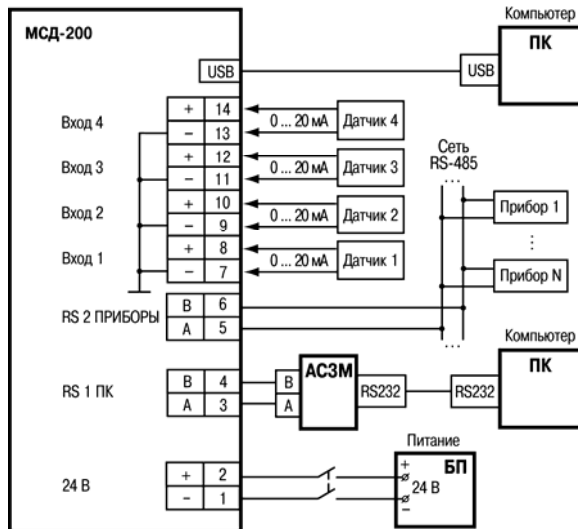 Компьютер
МСД-200
ПК
USB
USB
+ 14
Вход 4
0 ... 20 мА
Датчик 4
– 13
+ 12
Вход 3
0 ... 20 мА
Датчик 3
– 11
Сеть
RS-485
...
+ 10
Вход 2
0 ... 20 мА
Датчик 2
– 9
Прибор 1
...
+ 8
Вход 1
0 ... 20 мА
Датчик 1
– 7
Прибор N
RS 2 ПРИБОРЫ
B 6
A 5
...
Компьютер
ПК
RS 1 ПК
B 4
A 3
B
A
АС3М
RS232
RS232
Питание
БП
24 В
+ 2
– 1
+
24 В
–